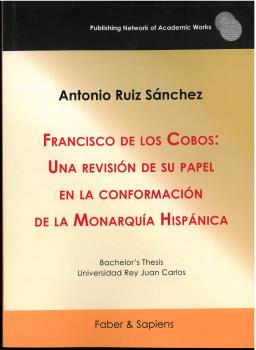 Publishing Network of Academic Works
Antonio Ruiz Sánchez
FRANCISCO DE LOS COBOS:
UNA REVISIÓN DE SU PAPEL
EN LA CONFORMACIÓN
DE LA MONARQUÍA HISPÁNICA
Bachelor's Thesis
Universidad Rey Juan Carlos
Faber & Sapiens